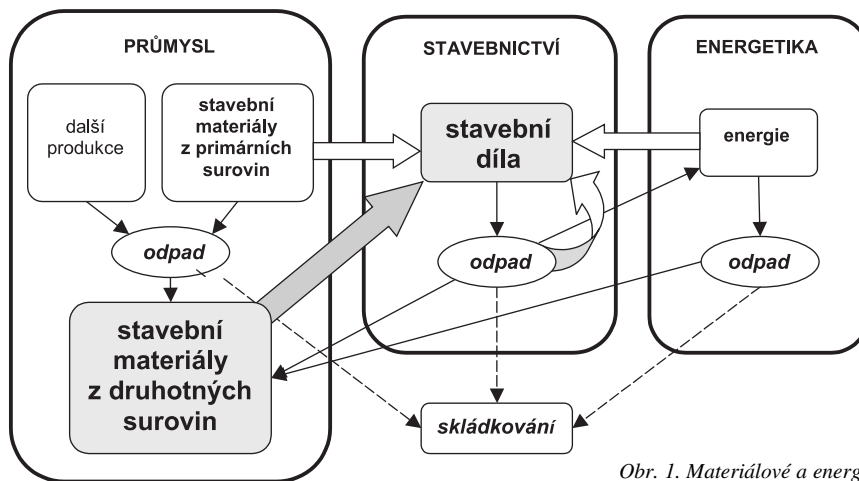 PRŮMYSL
STAVEBNICTVÍ
ENERGETIKA
další
produkce
stavební
materiály
z primárních
surovin
stavební
díla
energie
odpad
odpad
odpad
stavební
materiály
z druhotných
surovin
skládkování
Obr. 1. Materiálové a energ